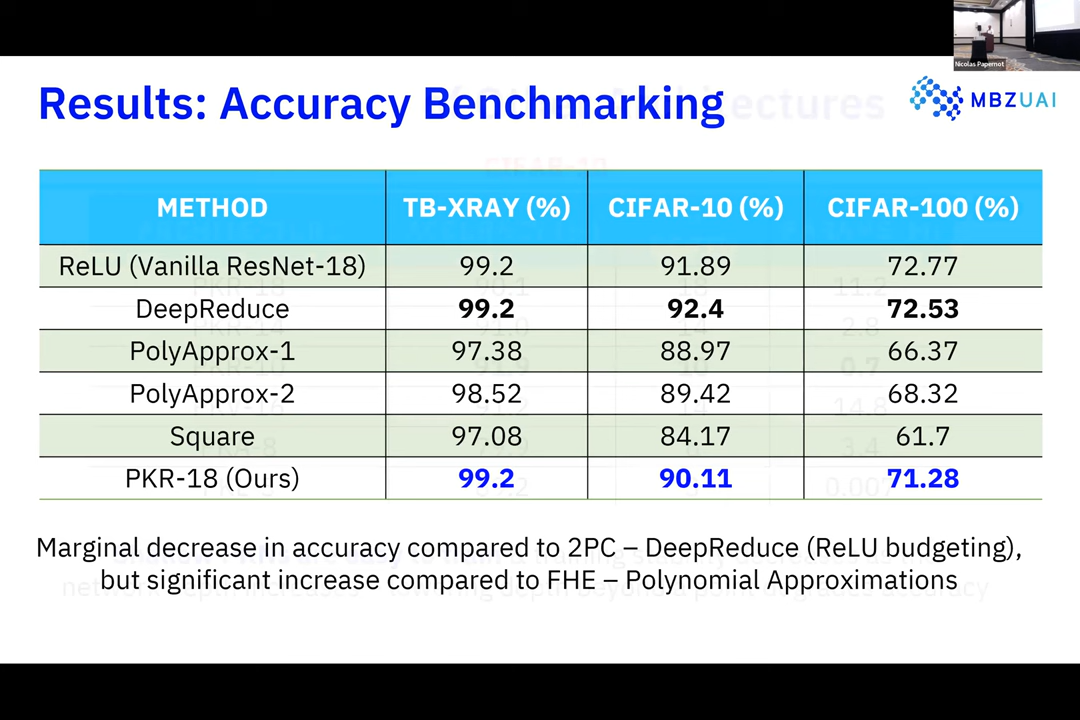 Nicolas Papernot
Results: Accuracy Benchmarking
ectures
MBZUAI
CIFAR-10
METHOD TB-XRAY (%) CIFAR-10 (%) CIFAR-100 (%)
ReLU (Vanilla ResNet-18) 99.2 91.89 72.77
DeepReduce 99.2 92.4 72.53
PolyApprox-1 97.38 88.97 66.37
PolyApprox-2 98.52 89.42 68.32
Square 97.08 84.17 61.7
PKR-18 (Ours) 99.2 90.11 71.28
Marginal decrease in accuracy compared to 2PC – DeepReduce (ReLU budgeting),
but significant increase compared to FHE – Polynomial Approximations